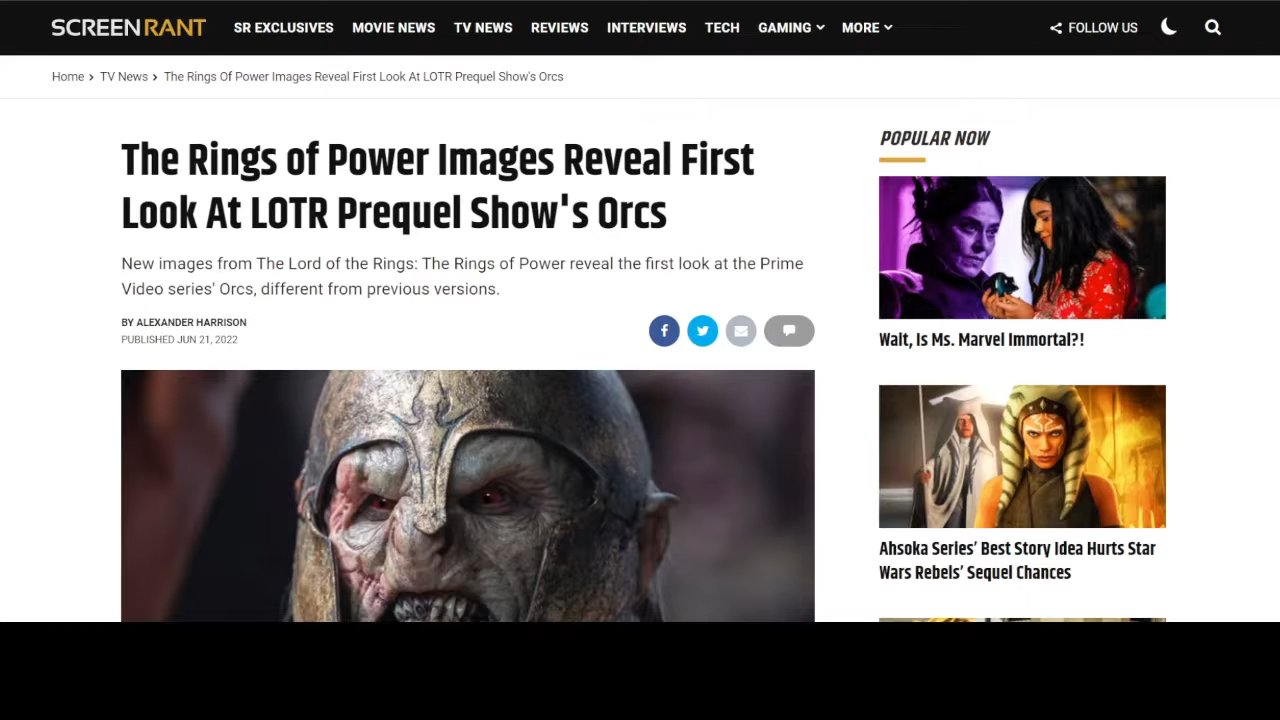 SCREENRANT SR EXCLUSIVES MOVIE NEWS TV NEWS REVIEWS INTERVIEWS TECH GAMING MORE FOLLOW US
Home > TV News > The Rings Of Power Images Reveal First Look At LOTR Prequel Show's Orcs
The Rings of Power Images Reveal First
Look At LOTR Prequel Show's Orcs
New images from The Lord of the Rings: The Rings of Power reveal the first look at the Prime
Video series' Orcs, different from previous versions.
BY ALEXANDER HARRISON
PUBLISHED JUN 21, 2022
POPULAR NOW
Wait, Is Ms. Marvel Immortal?!
Ahsoka Series' Best Story Idea Hurts Star
Wars Rebels' Sequel Chances